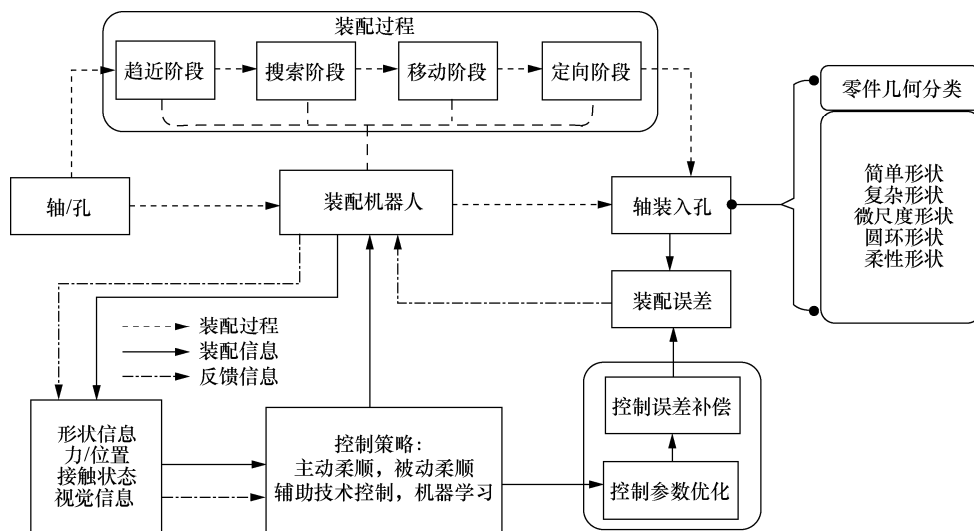 装配过程
趋近阶段
搜索阶段
移动阶段
定向阶段
零件几何分类
简单形状
复杂形状
微尺度形状
圆环形状
柔性形状
轴/孔
装配机器人
轴装入孔
装配误差
装配过程
装配信息
反馈信息
控制误差补偿
形状信息
力/位置
接触状态
视觉信息
控制策略：
主动柔顺，被动柔顺
辅助技术控制，机器学习
控制参数优化